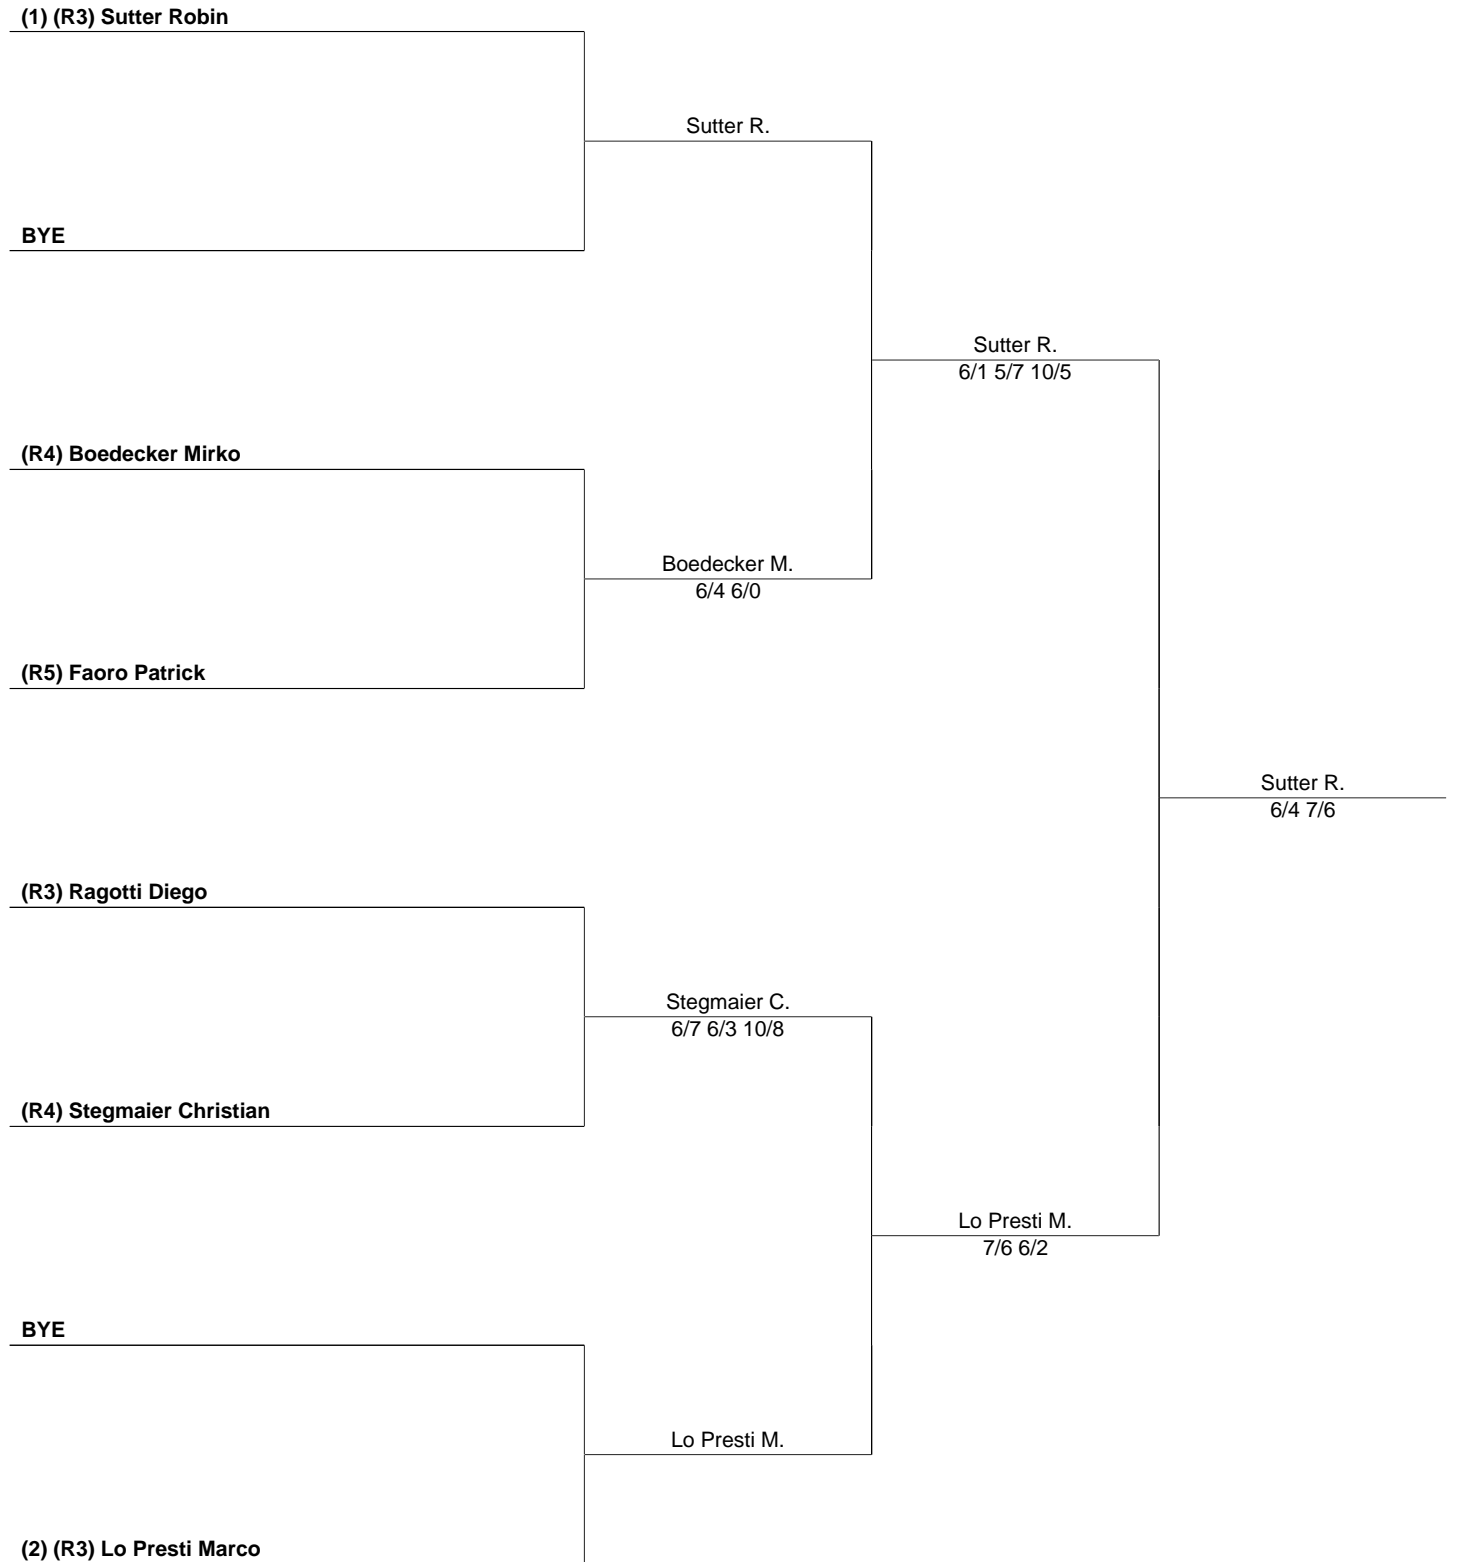 (1) (R3) Sutter Robin
Sutter R.
BYE
Sutter R.
6/1 5/7 10/5
(R4) Boedecker Mirko
Boedecker M.
6/4 6/0
(R5) Faoro Patrick
Sutter R.
6/4 7/6
(R3) Ragotti Diego
Stegmaier C.
6/7 6/3 10/8
(R4) Stegmaier Christian
Lo Presti M.
7/6 6/2
BYE
Lo Presti M.
(2) (R3) Lo Presti Marco